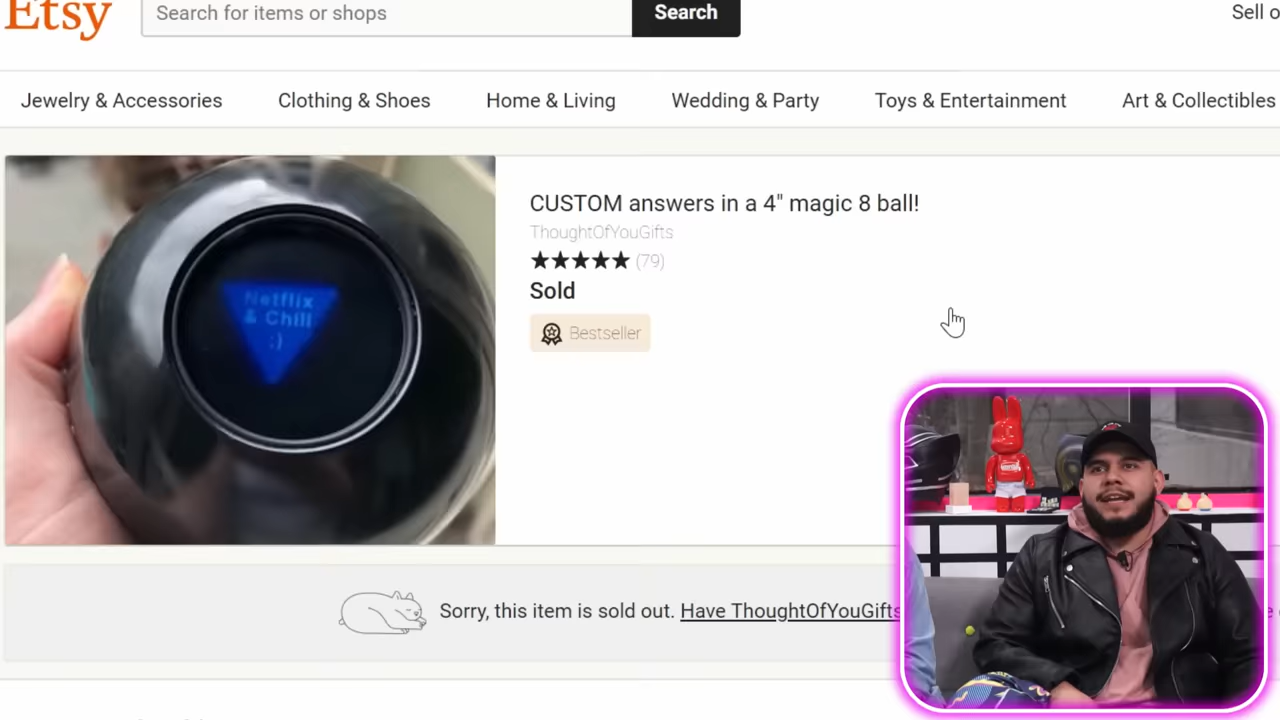 Etsy
Search for items or shops
Search
Sell o
Jewelry & Accessories
Clothing & Shoes
Home & Living
Wedding & Party
Toys & Entertainment
Art & Collectibles
CUSTOM answers in a 4" magic 8 ball!
ThoughtOfYouGifts
(79)
Sold
Bestseller
Netflix
& Chill
:)
Sorry, this item is sold out. Have ThoughtOfYouGifts